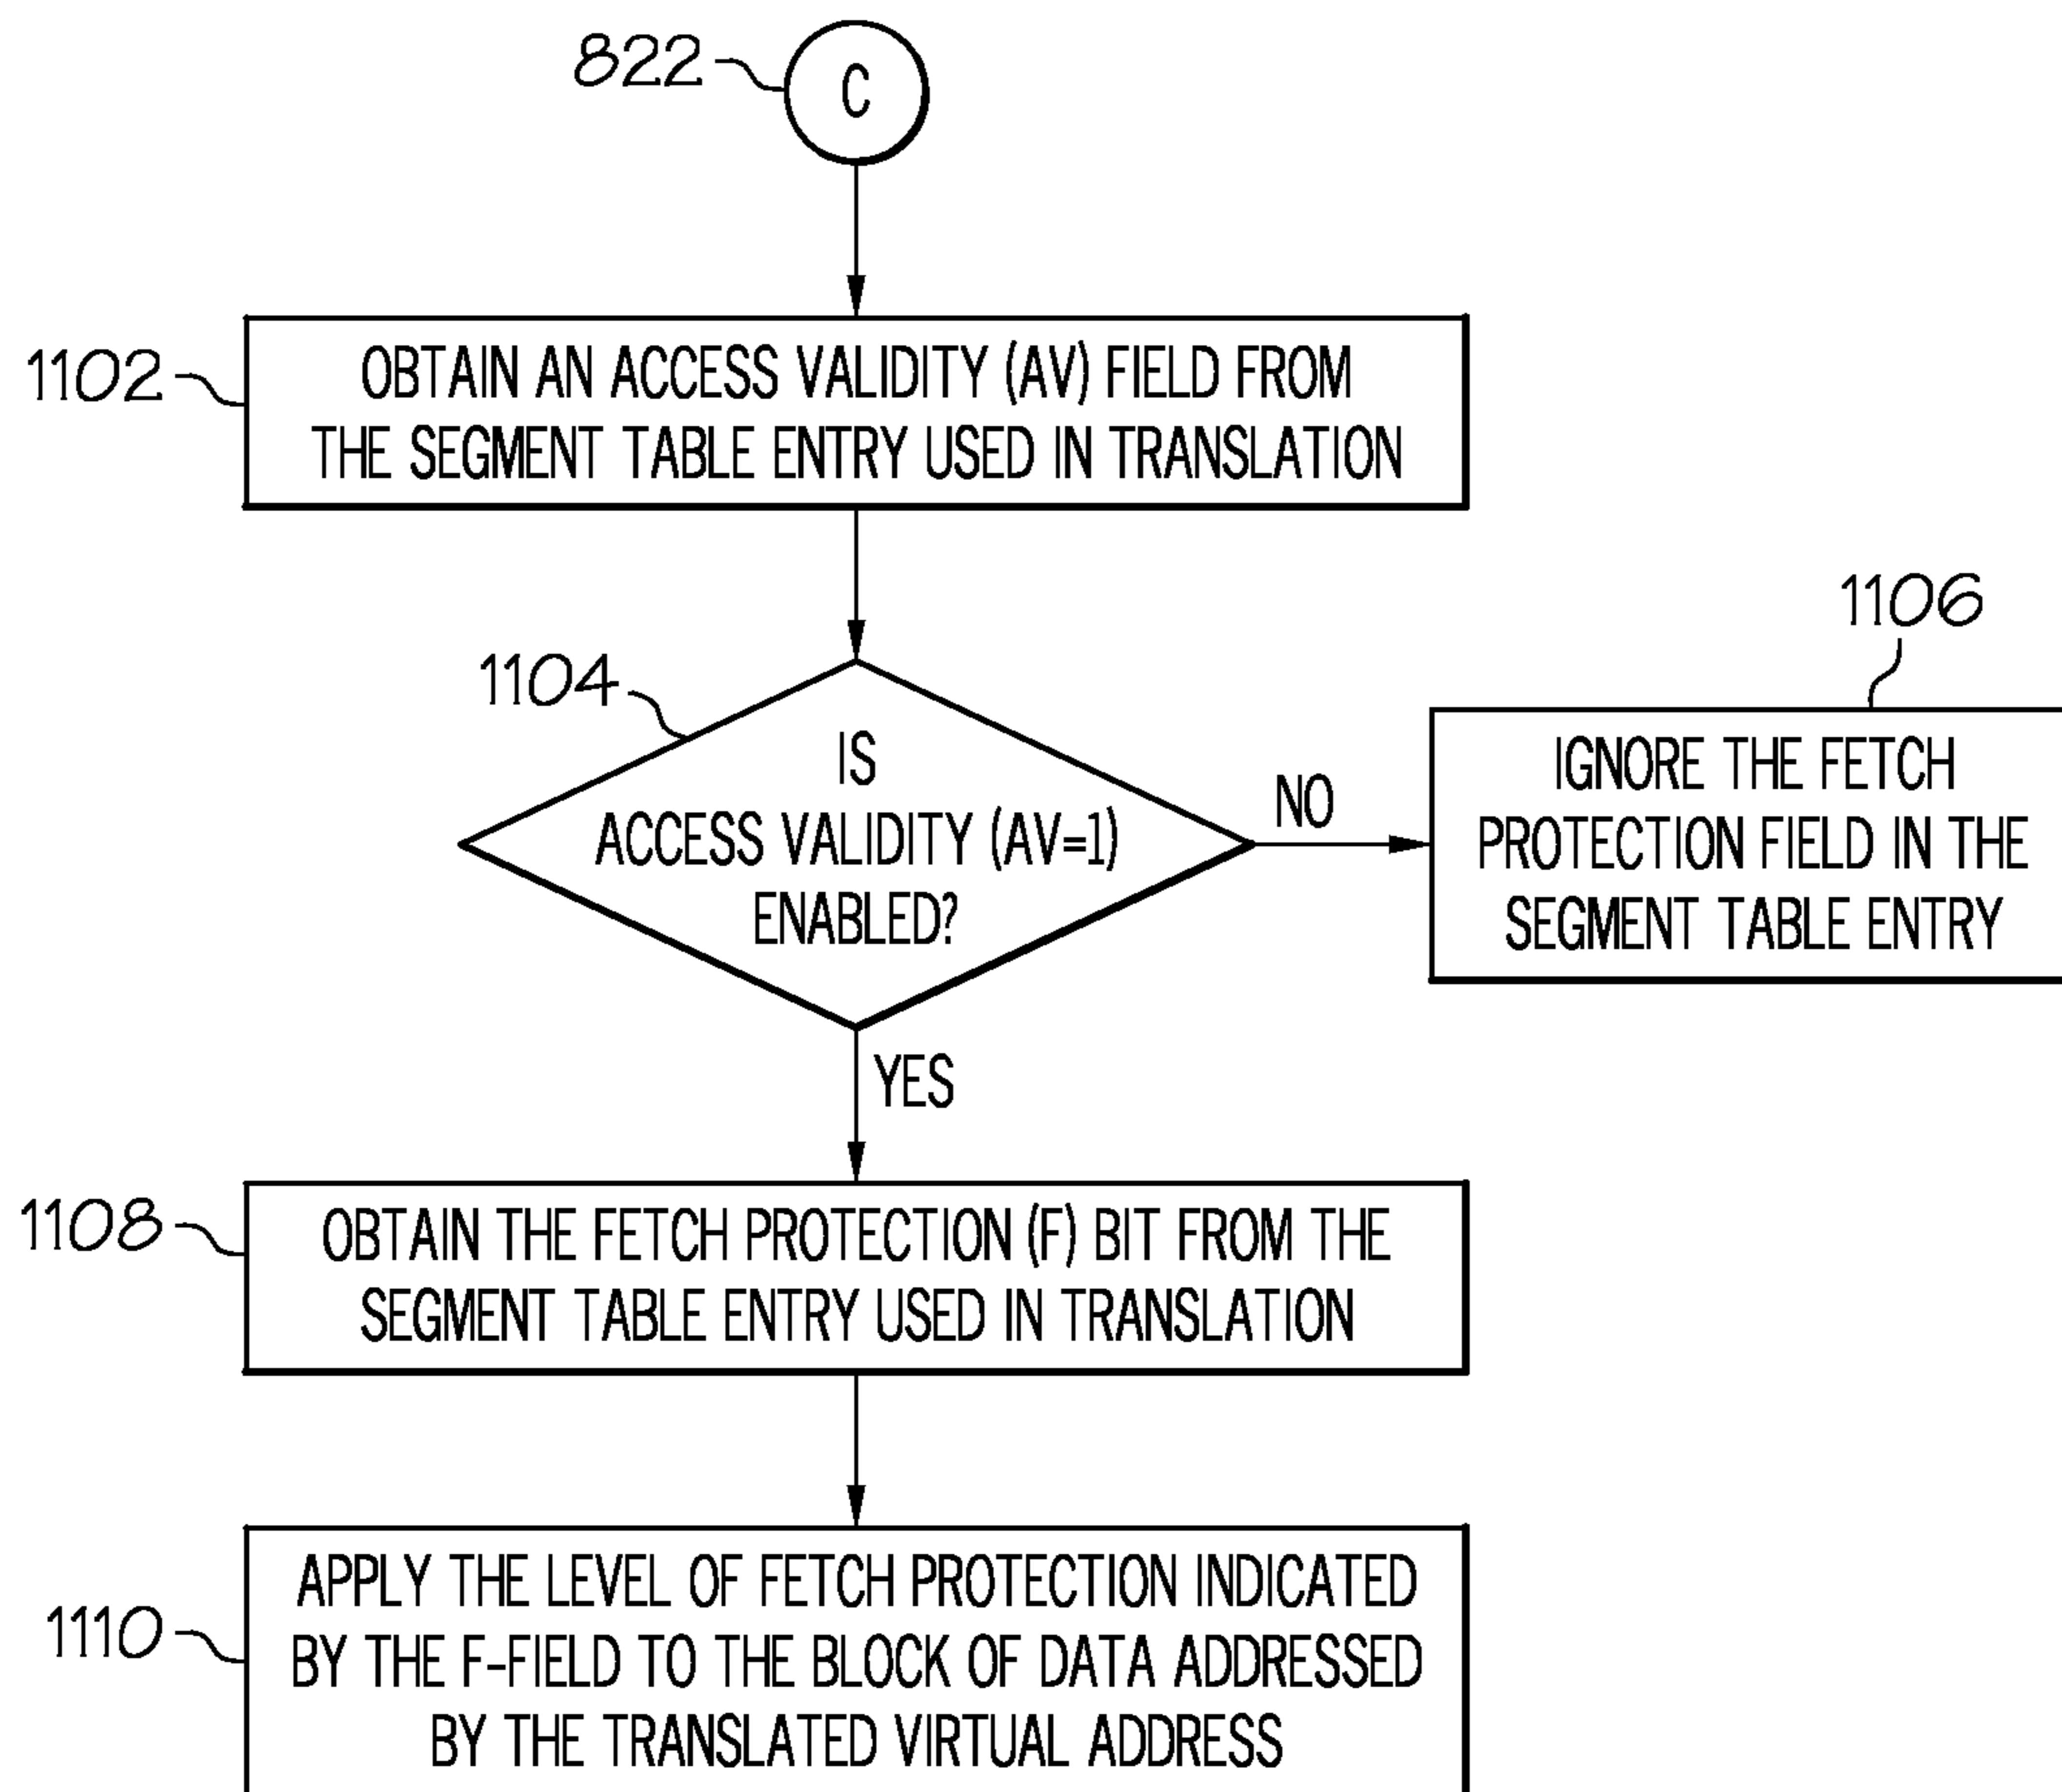 822
C
1102
OBTAIN AN ACCESS VALIDITY (AV) FIELD FROM
THE SEGMENT TABLE ENTRY USED IN TRANSLATION
1104
IS
ACCESS VALIDITY (AV=1)
ENABLED?
NO
1106
IGNORE THE FETCH
PROTECTION FIELD IN THE
SEGMENT TABLE ENTRY
YES
1108
OBTAIN THE FETCH PROTECTION (F) BIT FROM THE
SEGMENT TABLE ENTRY USED IN TRANSLATION
1110
APPLY THE LEVEL OF FETCH PROTECTION INDICATED
BY THE F-FIELD TO THE BLOCK OF DATA ADDRESSED
BY THE TRANSLATED VIRTUAL ADDRESS